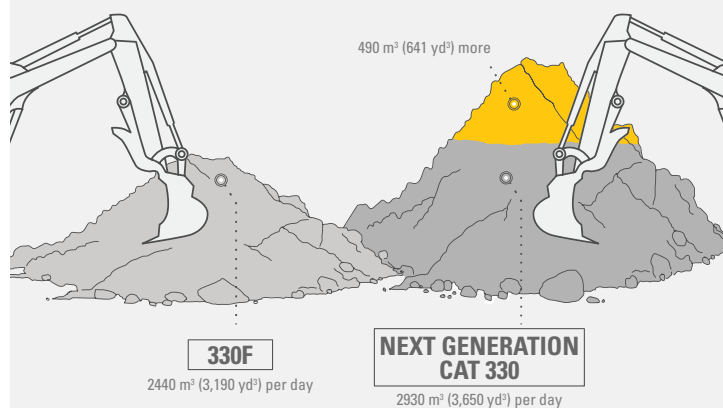 490 m³ (641 yd³) more
330F
2440 m³ (3,190 yd³) per day
NEXT GENERATION
CAT 330
2930 m³ (3,650 yd³) per day